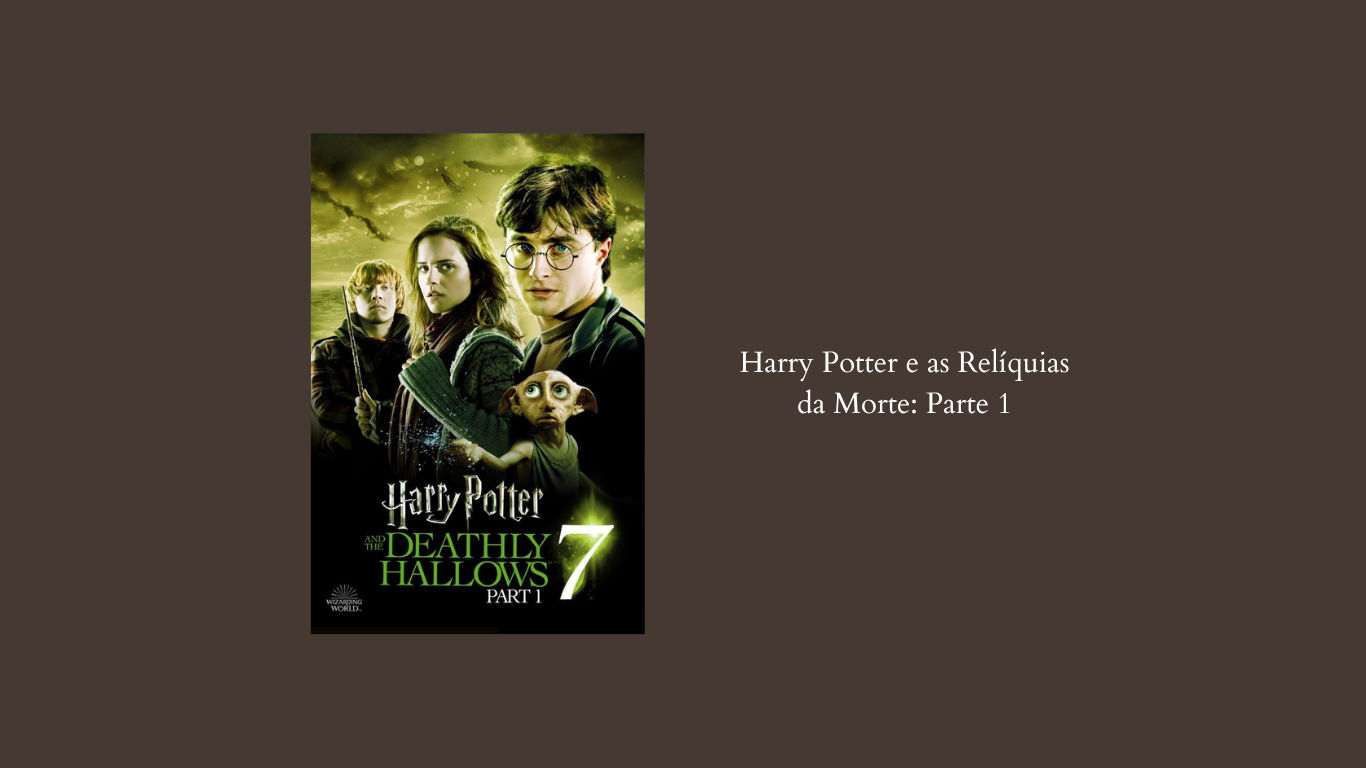 Harry Potter
AND
THE
DEATHLY
HALLOWS
PART 1
7
WIZARDING
WORLD
Harry Potter e as Relíquias
da Morte: Parte 1